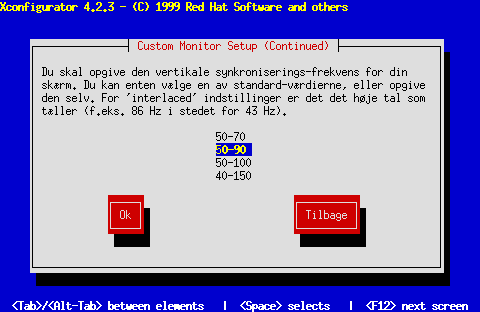 Xconfigurator 4.2.3 - (C) 1999 Red Hat Software and others
Custom Monitor Setup (Continued)
Du skal opgive den vertikale synkroniserings-frekvens for din
skærm. Du kan enten vælge en av standard-værdierne, eller opgive
den selv. For 'interlaced' indstillinger er det det høje tal som
tæller (f.eks. 86 Hz i stedet for 43 Hz).
50-70
50-90
50-100
40-150
Ok
Tilbage
<Tab>/<Alt-Tab> between elements | <Space> selects | <F12> next screen